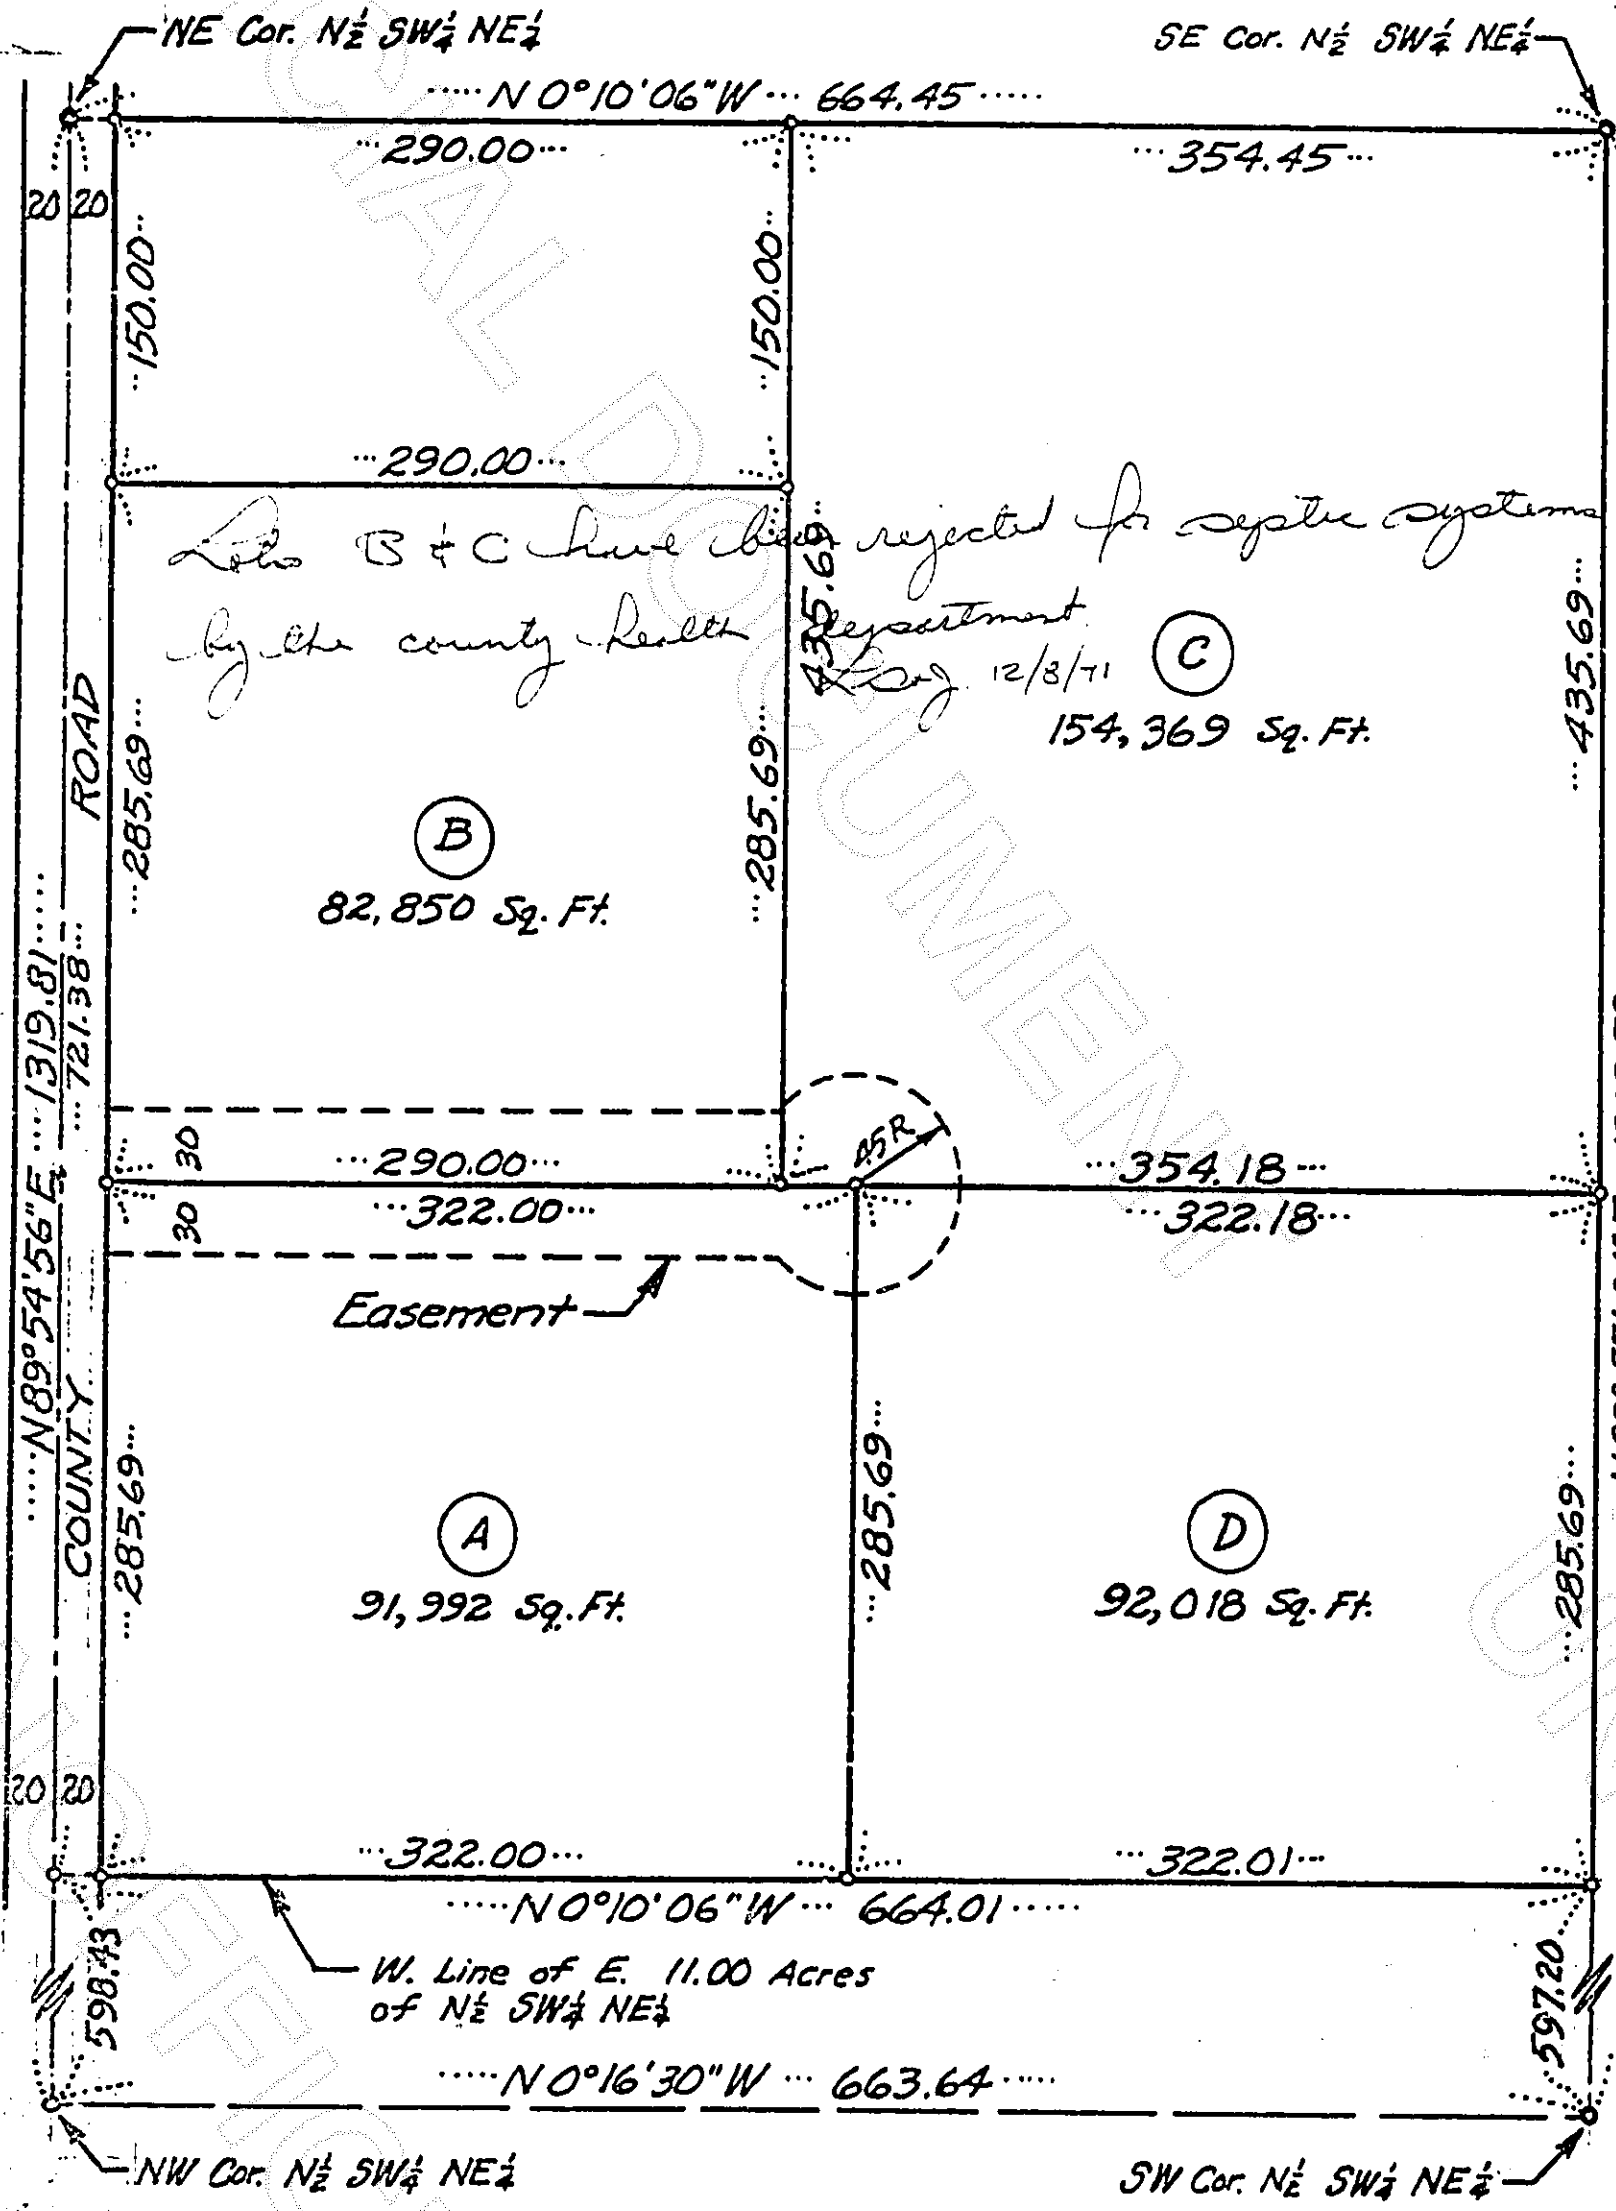 NE Cor. N½ SW¼ NE¼
SE Cor. N½ SW¼ NE¼
N 0°10'06"W 664.45
290.00
354.45
20 20
150.00
150.00
290.00
Lots B & C have been rejected for septic systems
by the county health department.
12/8/71
435.69
435.69
C
154,369 Sq. Ft.
ROAD
285.69
285.69
B
82,850 Sq. Ft.
N89°54'56"E 1319.81
721.38
30
290.00
45R
354.18
30
322.00
322.18
Easement
COUNTY
285.69
285.69
285.69
A
91,992 Sq. Ft.
D
92,018 Sq. Ft.
20 20
322.00
322.01
N 0°10'06"W 664.01
598.43
597.20
W. Line of E. 11.00 Acres
of N½ SW¼ NE¼
N 0°16'30"W 663.64
NW Cor. N½ SW¼ NE¼
SW Cor. N½ SW¼ NE¼